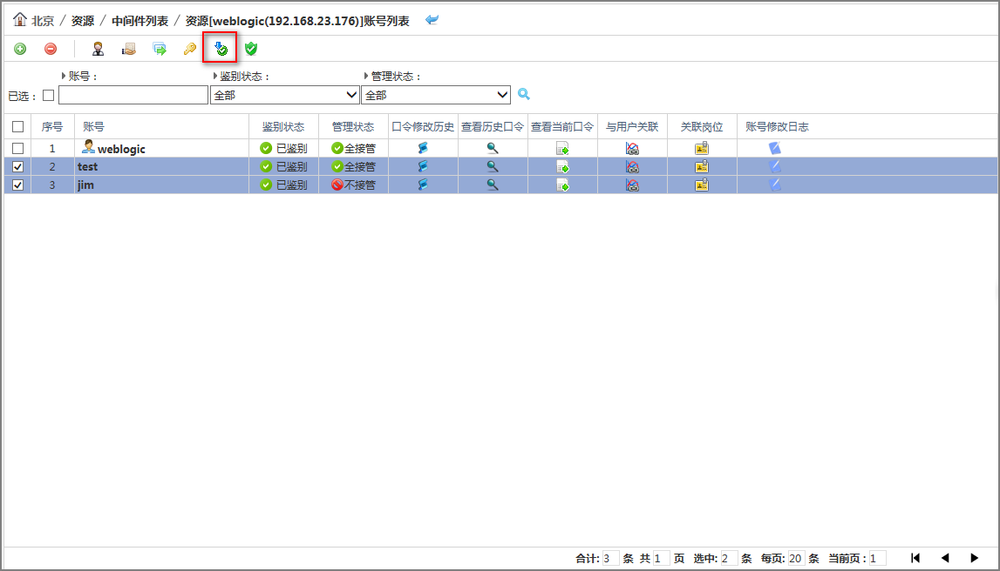 北京 / 资源 / 中间件列表 / 资源[weblogic(192.168.23.176)]账号列表
账号： 鉴别状态： 管理状态：
已选： 全部 全部
序号 账号 鉴别状态 管理状态 口令修改历史 查看历史口令 查看当前口令 与用户关联 关联岗位 账号修改日志
1 weblogic 已鉴别 全接管
2 test 已鉴别 全接管
3 jim 已鉴别 不接管
合计: 3 条 共 1 页 选中: 2 条 每页: 20 条 当前页 : 1